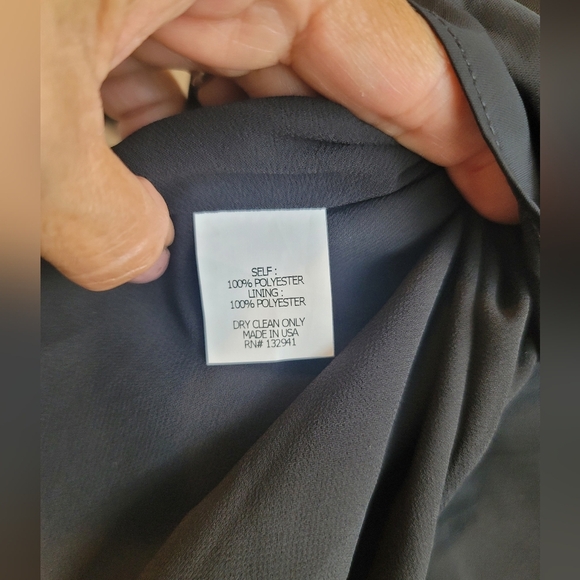 SELF :
100% POLYESTER
LINING :
100% POLYESTER
DRY CLEAN ONLY
MADE IN USA
RN# 132941